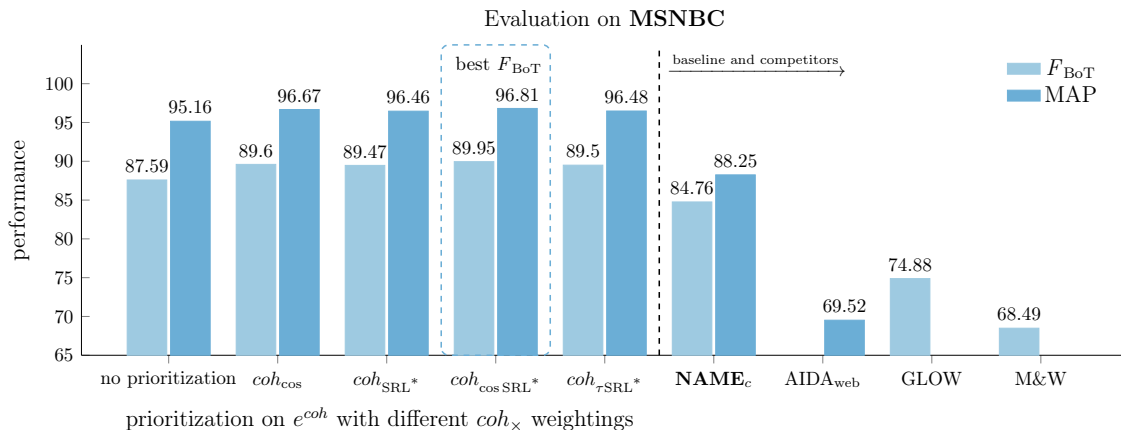 Evaluation on MSNBC
best F_BoT
baseline and competitors
F_BoT
MAP
performance
100
95
90
85
80
75
70
65
87.59
95.16
89.6
96.67
89.47
96.46
89.95
96.81
89.5
96.48
84.76
88.25
69.52
74.88
68.49
no prioritization
coh_cos
coh_SRL*
coh_cos SRL*
coh_τSRL*
NAME_c
AIDA_web
GLOW
M&W
prioritization on e^coh with different coh_× weightings